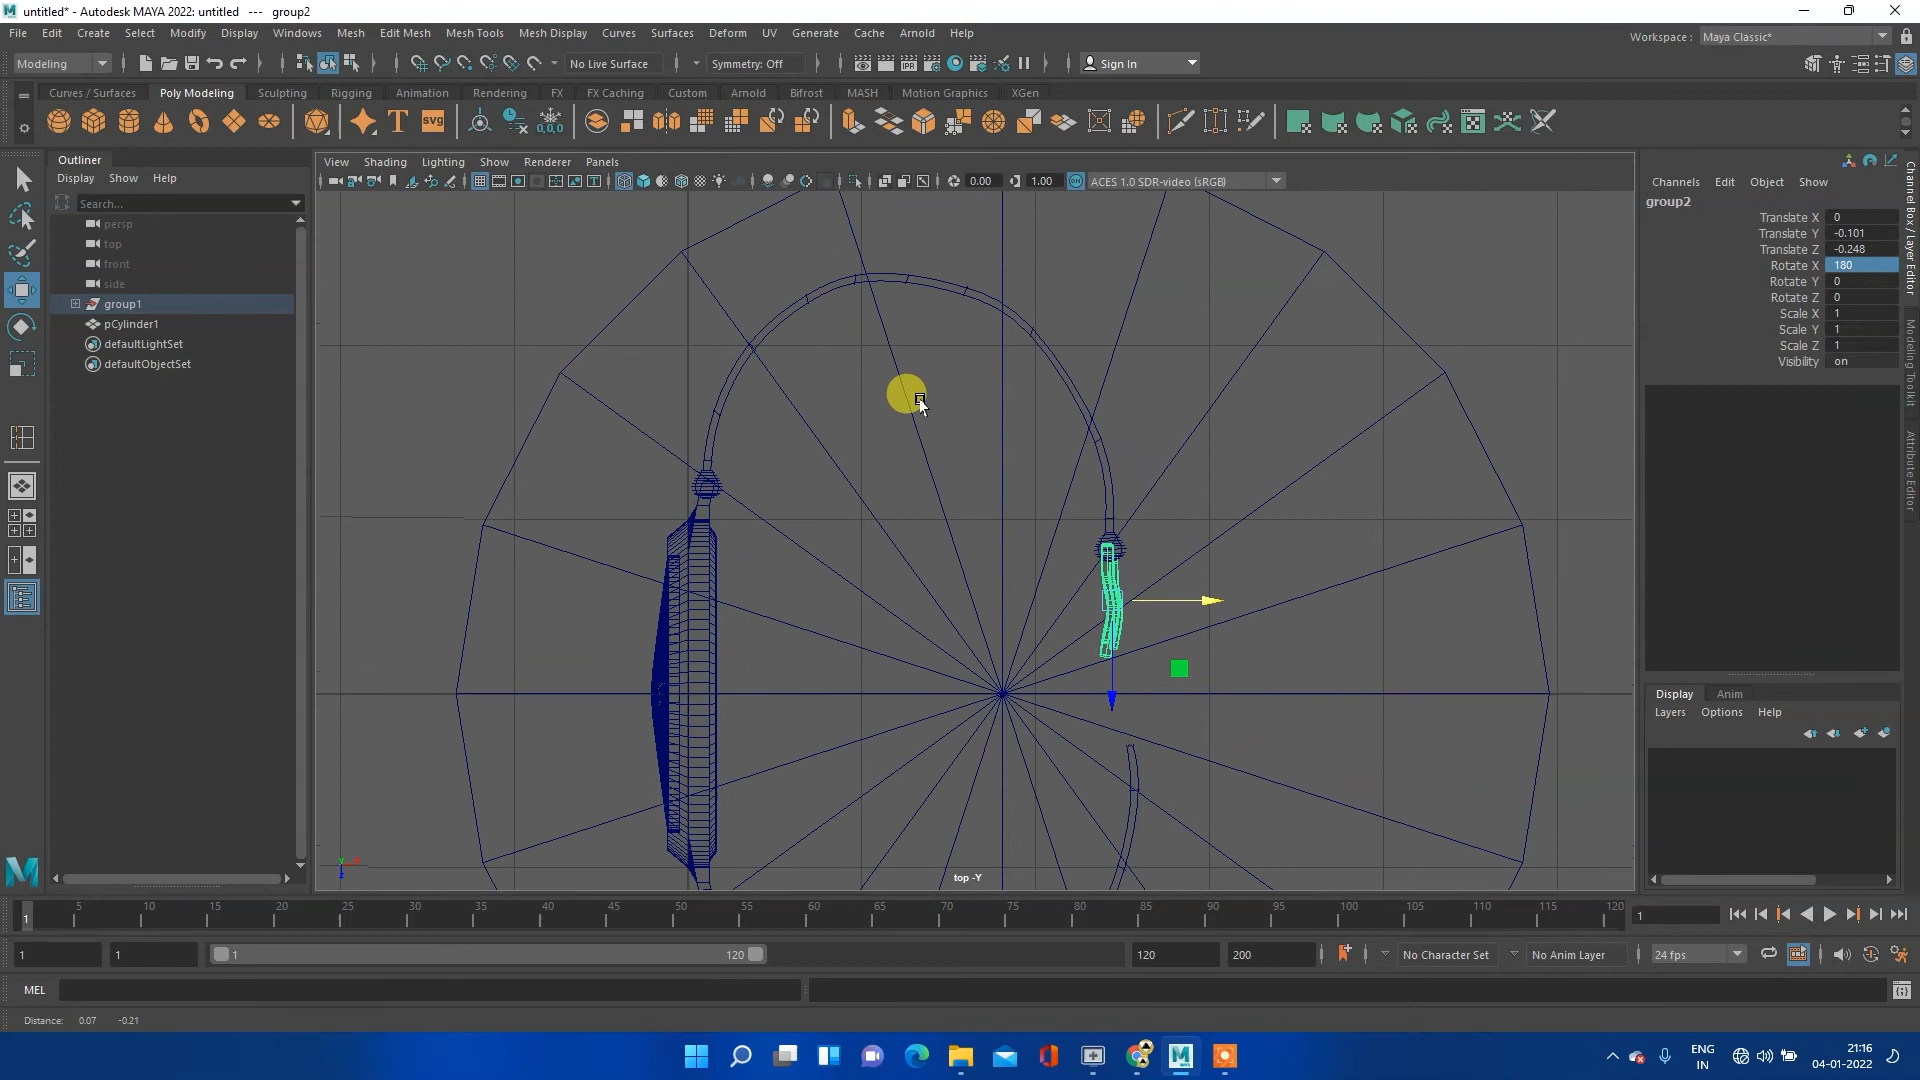 untitled* - Autodesk MAYA 2022: untitled --- group2
File Edit Create Select Modify Display Windows Mesh Edit Mesh Mesh Tools Mesh Display Curves Surfaces Deform UV Generate Cache Arnold Help
Workspace : Maya Classic*
Modeling
No Live Surface
Symmetry: Off
Sign In
Curves / Surfaces Poly Modeling Sculpting Rigging Animation Rendering FX FX Caching Custom Arnold Bifrost MASH Motion Graphics XGen
Outliner
Display Show Help
Search...
persp
top
front
side
group1
pCylinder1
defaultLightSet
defaultObjectSet
View Shading Lighting Show Renderer Panels
0.00
1.00
ACES 1.0 SDR-video (sRGB)
top -Y
Channels Edit Object Show
group2
Translate X 0
Translate Y -0.101
Translate Z -0.248
Rotate X 180
Rotate Y 0
Rotate Z 0
Scale X 1
Scale Y 1
Scale Z 1
Visibility on
Channel Box / Layer Editor
Modeling Toolkit
Attribute Editor
Display Anim
Layers Options Help
1 5 10 15 20 25 30 35 40 45 50 55 60 65 70 75 80 85 90 95 100 105 110 115 120
1
1 1 1 120 120 200
No Character Set
No Anim Layer
24 fps
MEL
Distance: 0.07 -0.21
ENG
IN
21:16
04-01-2022